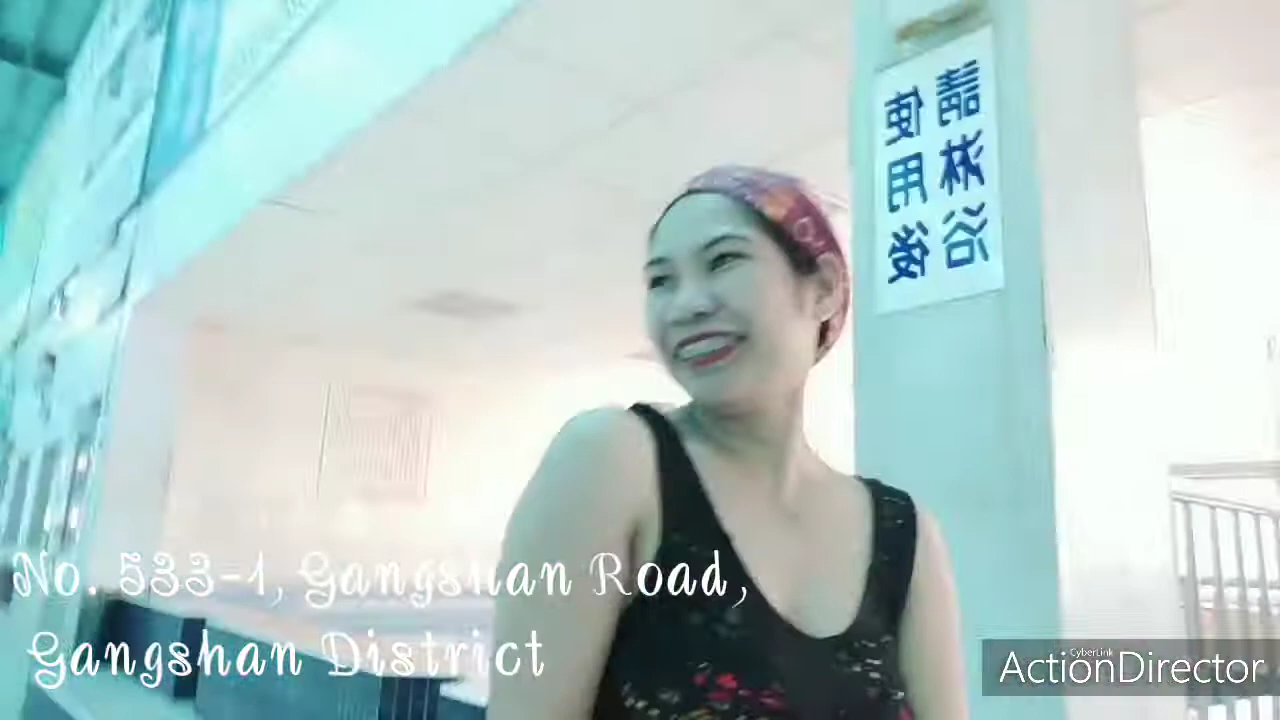 使用後
請淋浴
No. 533-1, Gangshan Road,
Gangshan District
CyberLink
ActionDirector